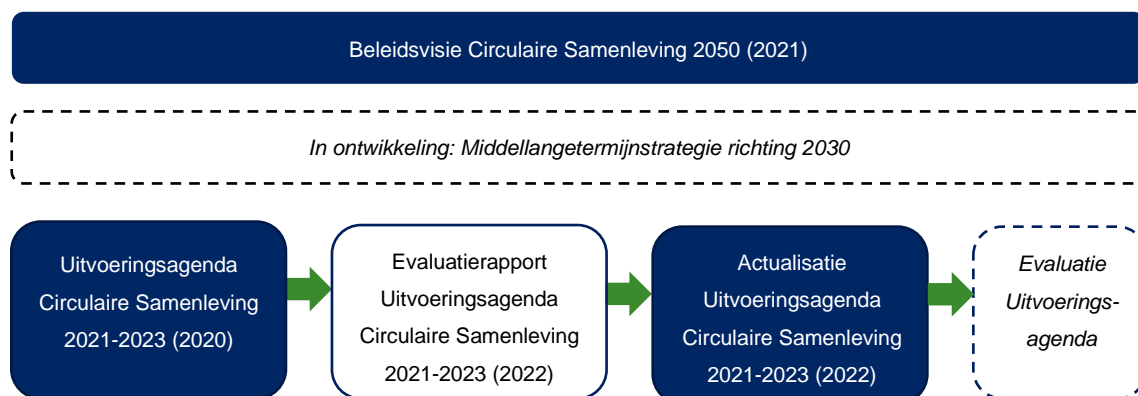 Beleidsvisie Circulaire Samenleving 2050 (2021)
In ontwikkeling: Middellangetermijnstrategie richting 2030
Uitvoeringsagenda
Circulaire Samenleving
2021-2023 (2020)
Evaluatierapport
Uitvoeringsagenda
Circulaire Samenleving
2021-2023 (2022)
Actualisatie
Uitvoeringsagenda
Circulaire Samenleving
2021-2023 (2022)
Evaluatie
Uitvoerings-
agenda